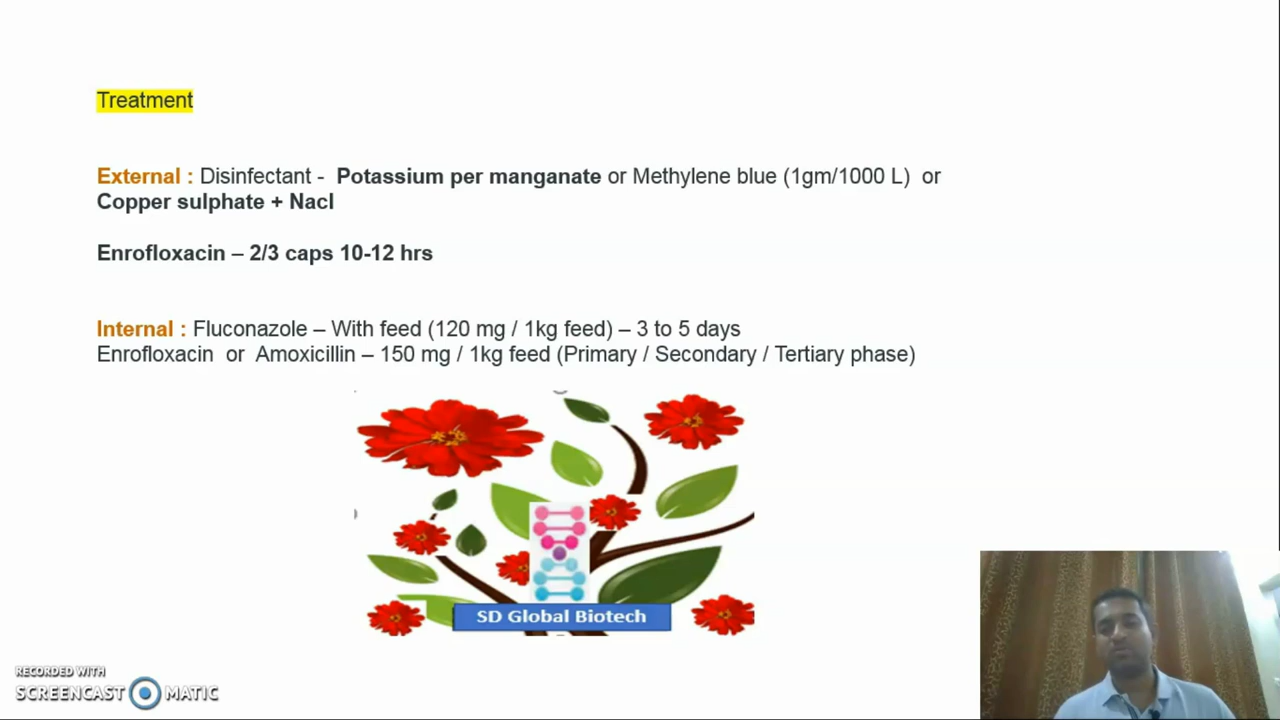 Treatment
External : Disinfectant - Potassium per manganate or Methylene blue (1gm/1000 L) or
Copper sulphate + Nacl
Enrofloxacin – 2/3 caps 10-12 hrs
Internal : Fluconazole – With feed (120 mg / 1kg feed) – 3 to 5 days
Enrofloxacin or Amoxicillin – 150 mg / 1kg feed (Primary / Secondary / Tertiary phase)
SD Global Biotech
RECORDED WITH
SCREENCAST MATIC